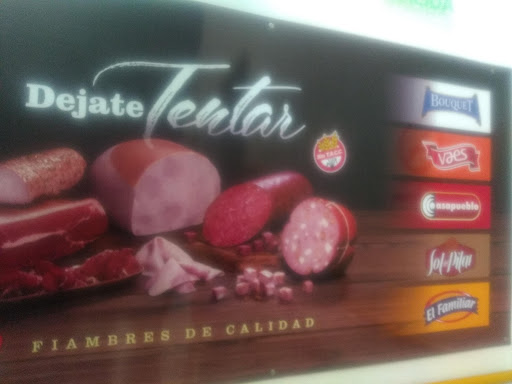 Dejate Tentar
BOUQUET
Vaes
Casapueblo
Sol-Pilar
El Familiar
FIAMBRES DE CALIDAD